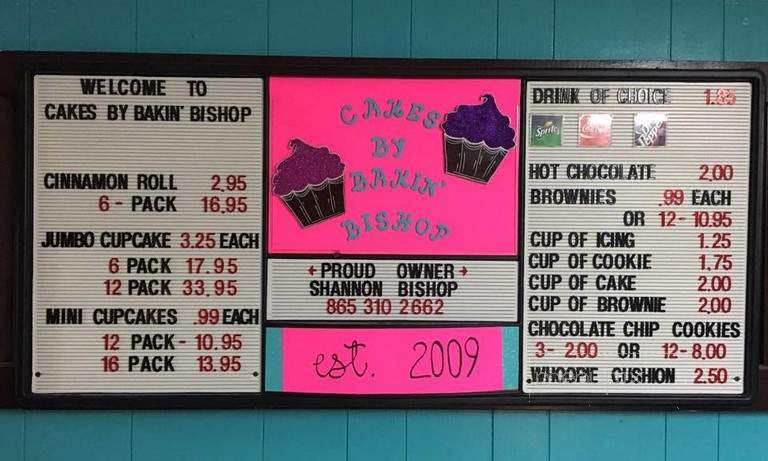 WELCOME TO
CAKES BY BAKIN' BISHOP
CINNAMON ROLL 2.95
6 - PACK 16.95
JUMBO CUPCAKE 3.25 EACH
6 PACK 17.95
12 PACK 33.95
MINI CUPCAKES .99 EACH
12 PACK - 10.95
16 PACK 13.95
CAKES
BY
BAKIN'
BISHOP
PROUD OWNER
SHANNON BISHOP
865 310 2662
est. 2009
DRINK OF CHOICE
Sprite Coca-Cola
HOT CHOCOLATE 2.00
BROWNIES .99 EACH
OR 12 - 10.95
CUP OF ICING 1.25
CUP OF COOKIE 1.75
CUP OF CAKE 2.00
CUP OF BROWNIE 2.00
CHOCOLATE CHIP COOKIES
3 - 2.00 OR 12 - 8.00
WHOOPIE CUSHION 2.50